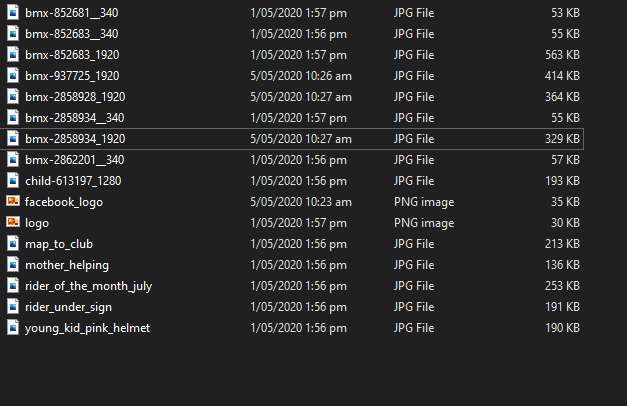 bmx-852681__340 1/05/2020 1:57 pm JPG File 53 KB
bmx-852683__340 1/05/2020 1:56 pm JPG File 55 KB
bmx-852683_1920 1/05/2020 1:57 pm JPG File 563 KB
bmx-937725_1920 5/05/2020 10:26 am JPG File 414 KB
bmx-2858928_1920 5/05/2020 10:27 am JPG File 364 KB
bmx-2858934__340 1/05/2020 1:57 pm JPG File 55 KB
bmx-2858934_1920 5/05/2020 10:27 am JPG File 329 KB
bmx-2862201__340 1/05/2020 1:56 pm JPG File 57 KB
child-613197_1280 1/05/2020 1:56 pm JPG File 193 KB
facebook_logo 5/05/2020 10:23 am PNG image 35 KB
logo 1/05/2020 1:57 pm PNG image 30 KB
map_to_club 1/05/2020 1:56 pm JPG File 213 KB
mother_helping 1/05/2020 1:56 pm JPG File 136 KB
rider_of_the_month_july 1/05/2020 1:56 pm JPG File 253 KB
rider_under_sign 1/05/2020 1:56 pm JPG File 191 KB
young_kid_pink_helmet 1/05/2020 1:56 pm JPG File 190 KB